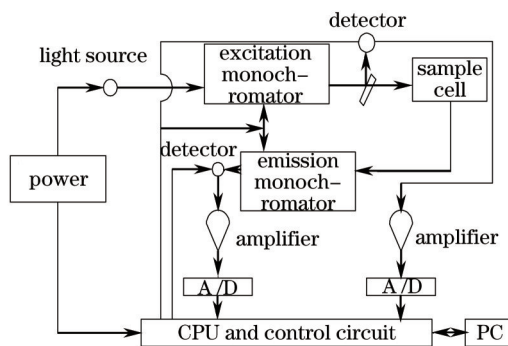 detector
light source
excitation
monoch-
romator
sample
cell
detector
emission
monoch-
romator
power
amplifier
amplifier
A/D
A/D
CPU and control circuit
PC